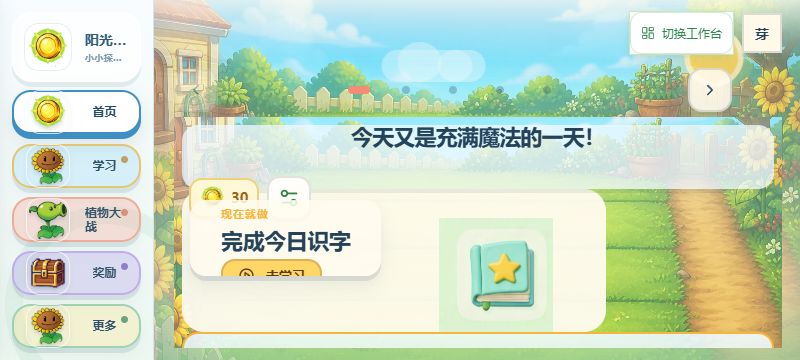 阳光...
小小探...
首页
学习
植物大
战
奖励
更多
切换工作台
芽
今天又是充满魔法的一天!
30
现在就做
完成今日识字
去学习